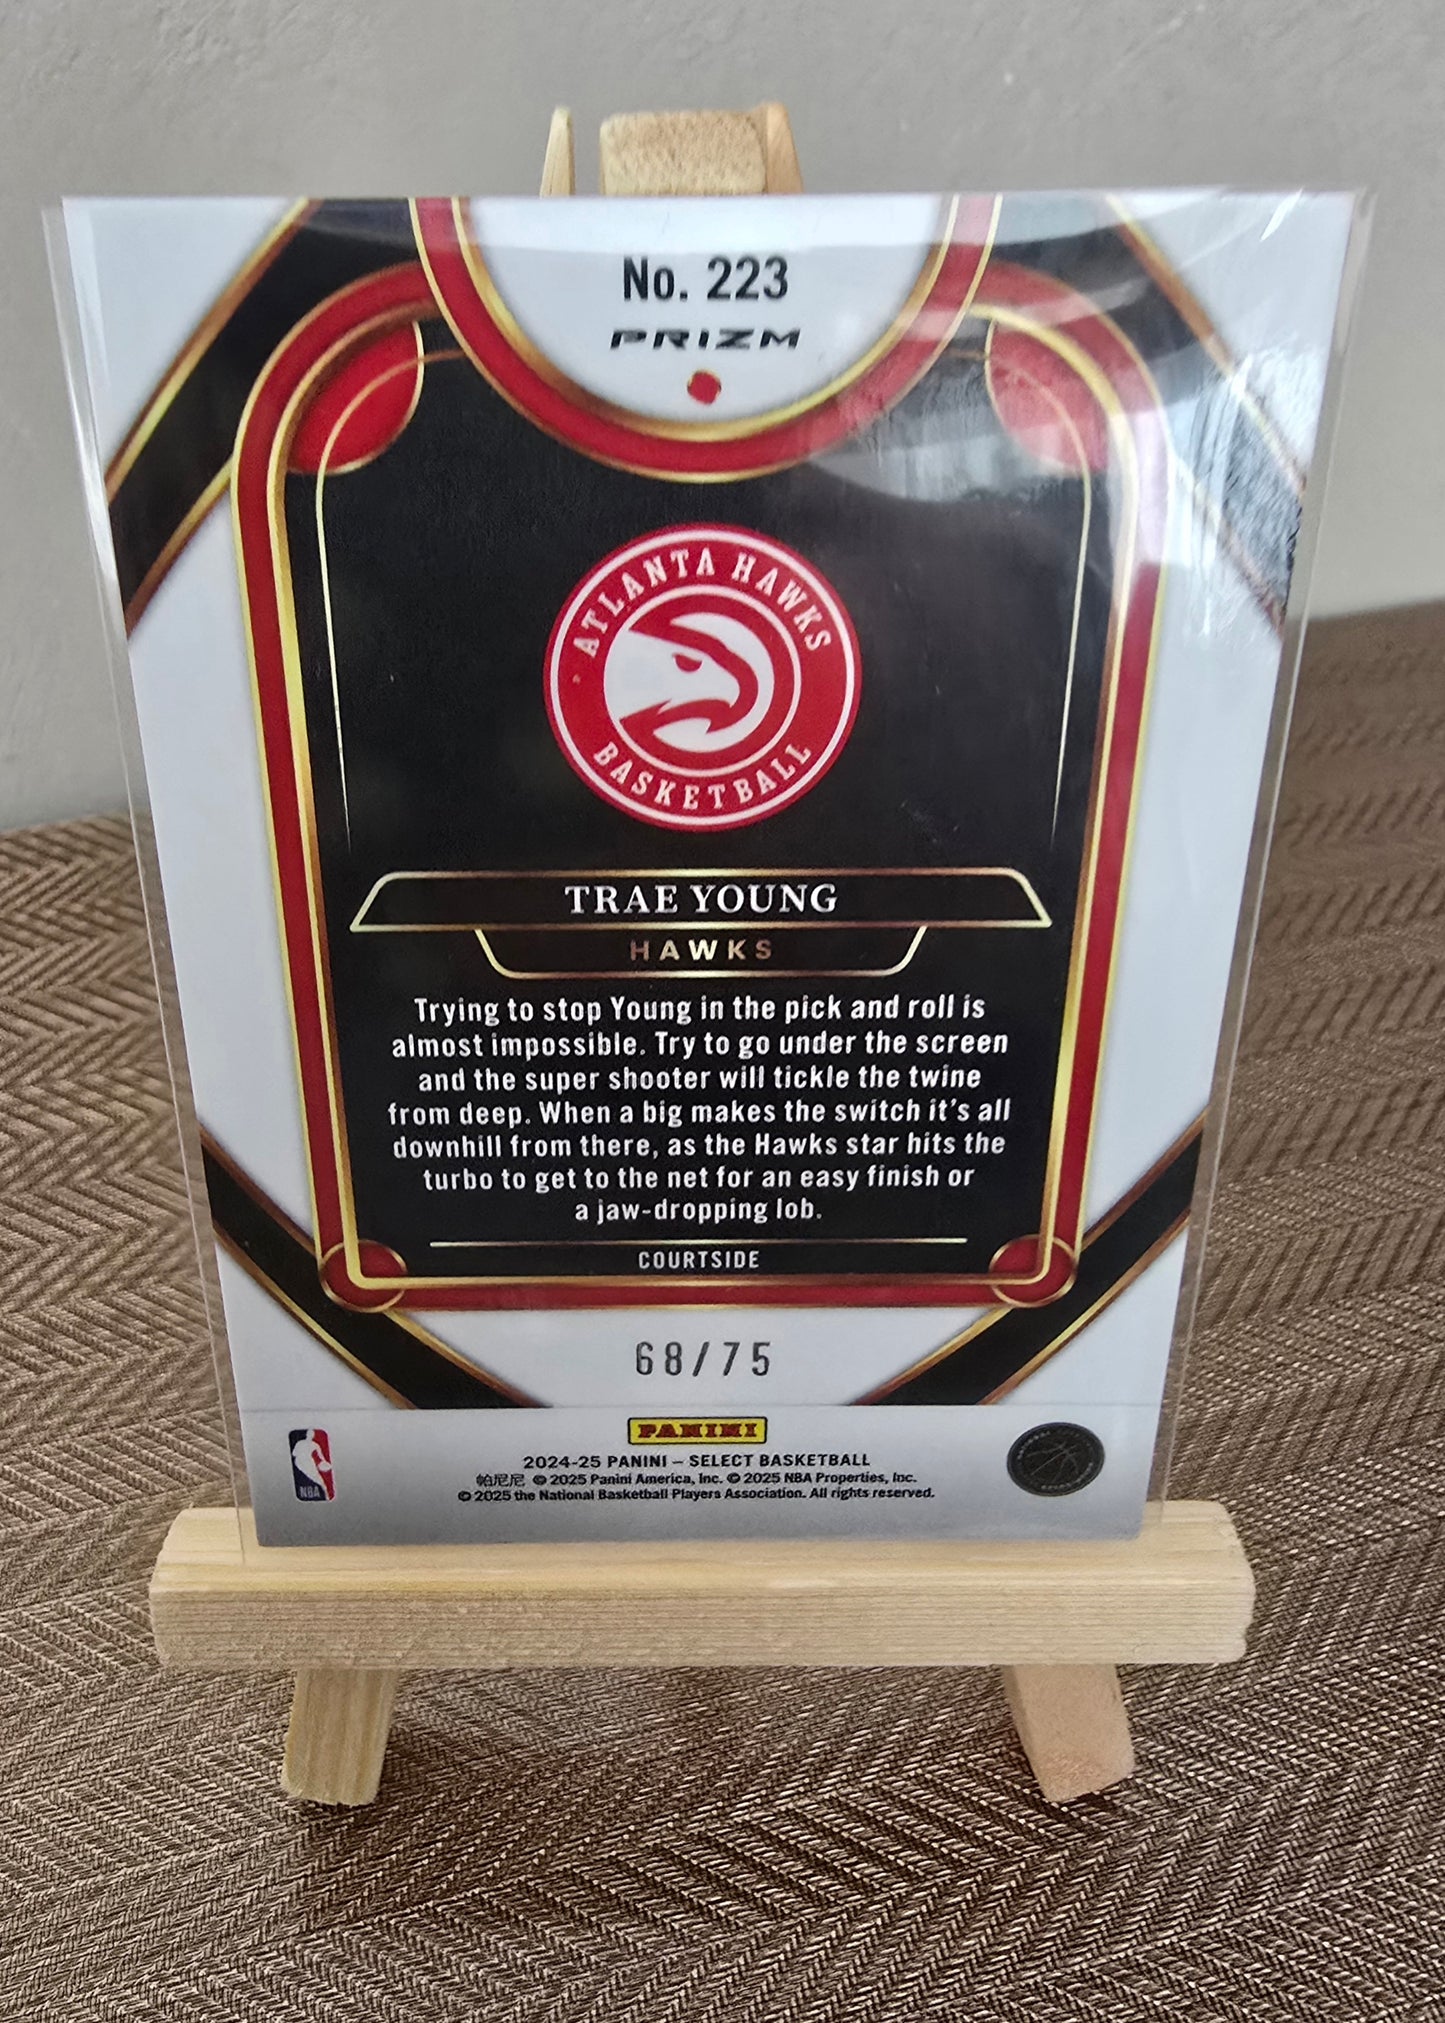 No. 223
PRIZM
ATLANTA HAWKS
BASKETBALL
TRAE YOUNG
HAWKS
Trying to stop Young in the pick and roll is
almost impossible. Try to go under the screen
and the super shooter will tickle the twine
from deep. When a big makes the switch it's all
downhill from there, as the Hawks star hits the
turbo to get to the net for an easy finish or
a jaw-dropping lob.
COURTSIDE
68/75
PANINI
NBA
2024-25 PANINI – SELECT BASKETBALL
帕尼尼 © 2025 Panini America, Inc. © 2025 NBA Properties, Inc.
© 2025 the National Basketball Players Association. All rights reserved.